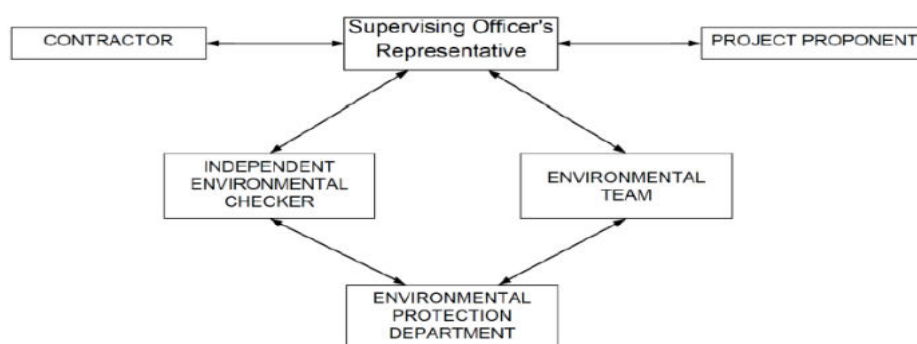 CONTRACTOR
Supervising Officer's
Representative
PROJECT PROPONENT
INDEPENDENT
ENVIRONMENTAL
CHECKER
ENVIRONMENTAL
TEAM
ENVIRONMENTAL
PROTECTION
DEPARTMENT